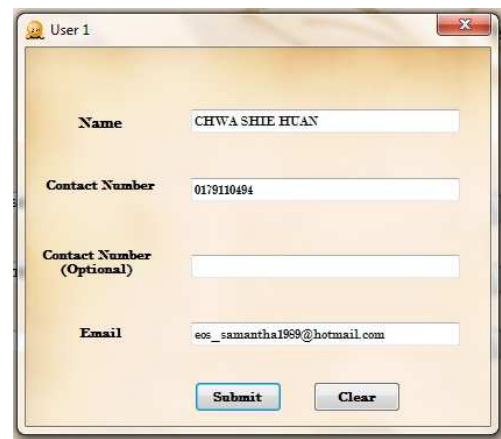 User 1
Name
CHWA SHIE HUAN
Contact Number
0179110494
Contact Number
(Optional)
Email
eos_samantha1989@hotmail.com
Submit
Clear